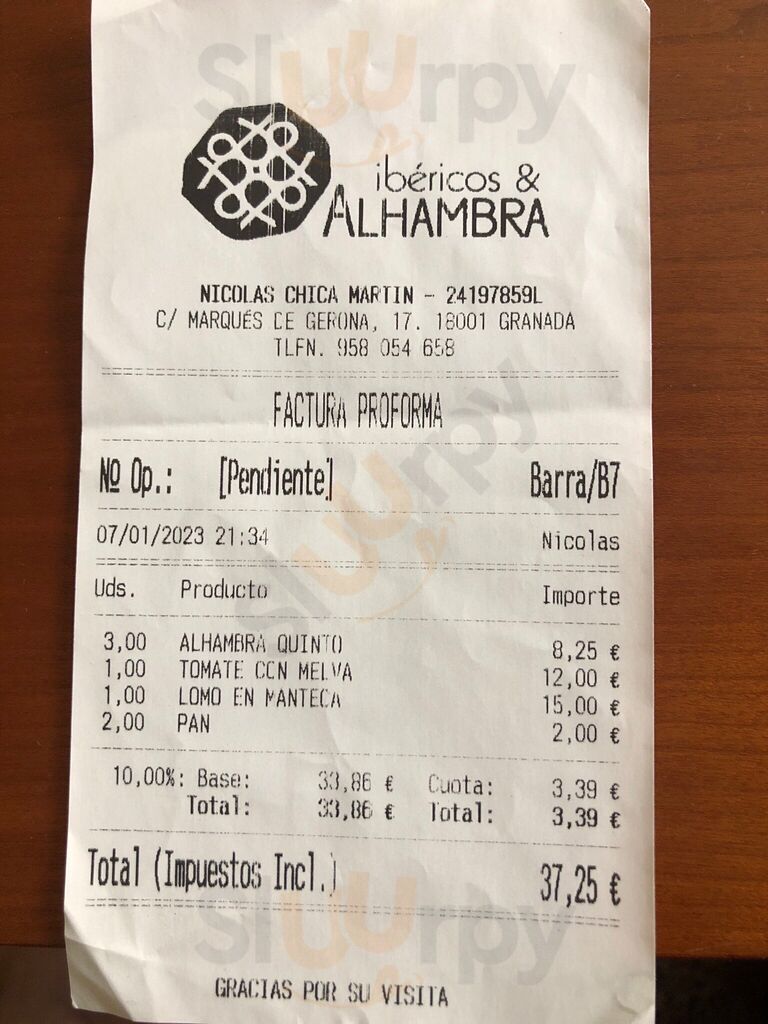 Sluurpy
ibéricos &
ALHAMBRA
NICOLAS CHICA MARTIN - 24197859L
C/ MARQUÉS DE GERONA, 17. 18001 GRANADA
TLFN. 958 054 658
FACTURA PROFORMA
Sluurpy
Nº Op.: [Pendiente] Barra/B7
07/01/2023 21:34 Nicolas
Uds. Producto Importe
3,00 ALHAMBRA QUINTO 8,25 €
1,00 TOMATE CON MELVA 12,00 €
1,00 LOMO EN MANTECA 15,00 €
2,00 PAN 2,00 €
10,00%: Base: 33,86 € Cuota: 3,39 €
Total: 33,86 € Total: 3,39 €
Total (Impuestos Incl.) 37,25 €
Sluurpy
GRACIAS POR SU VISITA